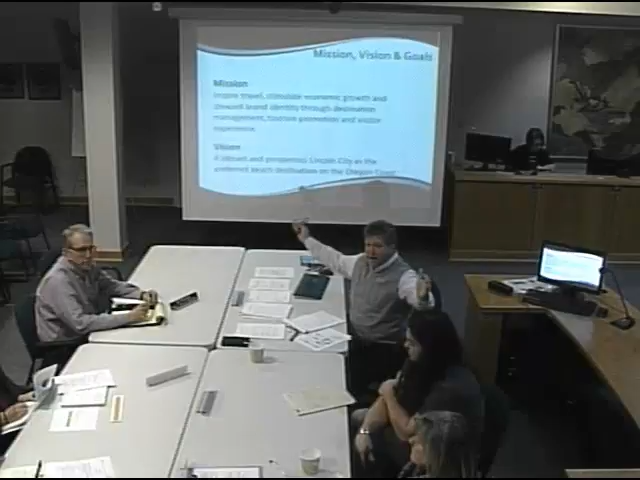 Mission, Vision & Goals
Mission
Inspire travel, stimulate economic growth and
steward brand identity through destination
management, tourism promotion and visitor
experience.
Vision
A vibrant and prosperous Lincoln City as the
preferred beach destination on the Oregon Coast